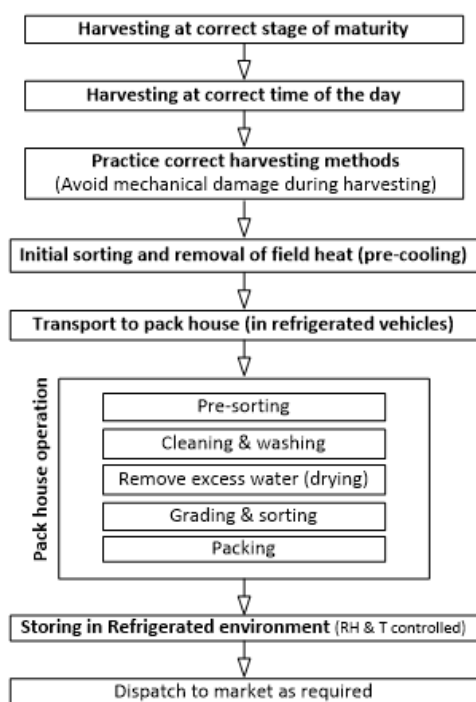 Harvesting at correct stage of maturity
Harvesting at correct time of the day
Practice correct harvesting methods
(Avoid mechanical damage during harvesting)
Initial sorting and removal of field heat (pre-cooling)
Transport to pack house (in refrigerated vehicles)
Pack house operation
Pre-sorting
Cleaning & washing
Remove excess water (drying)
Grading & sorting
Packing
Storing in Refrigerated environment (RH & T controlled)
Dispatch to market as required